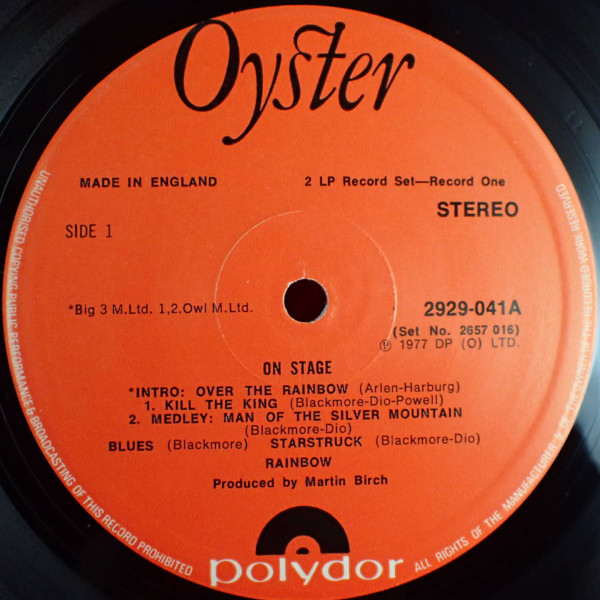 Oyster
MADE IN ENGLAND
2 LP Record Set—Record One
STEREO
SIDE 1
*Big 3 M.Ltd. 1,2.Owl M.Ltd.
2929-041A
(Set No. 2657 016)
℗ 1977 DP (O) LTD.
ON STAGE
*INTRO: OVER THE RAINBOW (Arlen-Harburg)
1. KILL THE KING (Blackmore-Dio-Powell)
2. MEDLEY: MAN OF THE SILVER MOUNTAIN
(Blackmore-Dio)
BLUES (Blackmore) STARSTRUCK (Blackmore-Dio)
RAINBOW
Produced by Martin Birch
polydor
ALL RIGHTS OF THE MANUFACTURER & OF THE OWNER OF THE RECORDED WORK RESERVED
UNAUTHORISED COPYING PUBLIC PERFORMANCE & BROADCASTING OF THIS RECORD PROHIBITED